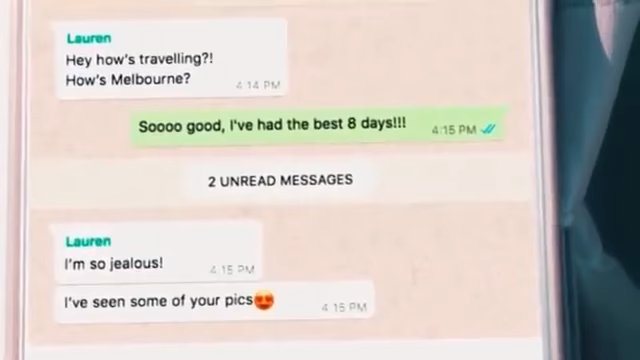 Lauren
Hey how's travelling?!
How's Melbourne?
4:14 PM
Soooo good, I've had the best 8 days!!!
4:15 PM
2 UNREAD MESSAGES
Lauren
I'm so jealous!
4:15 PM
I've seen some of your pics😍
4:15 PM